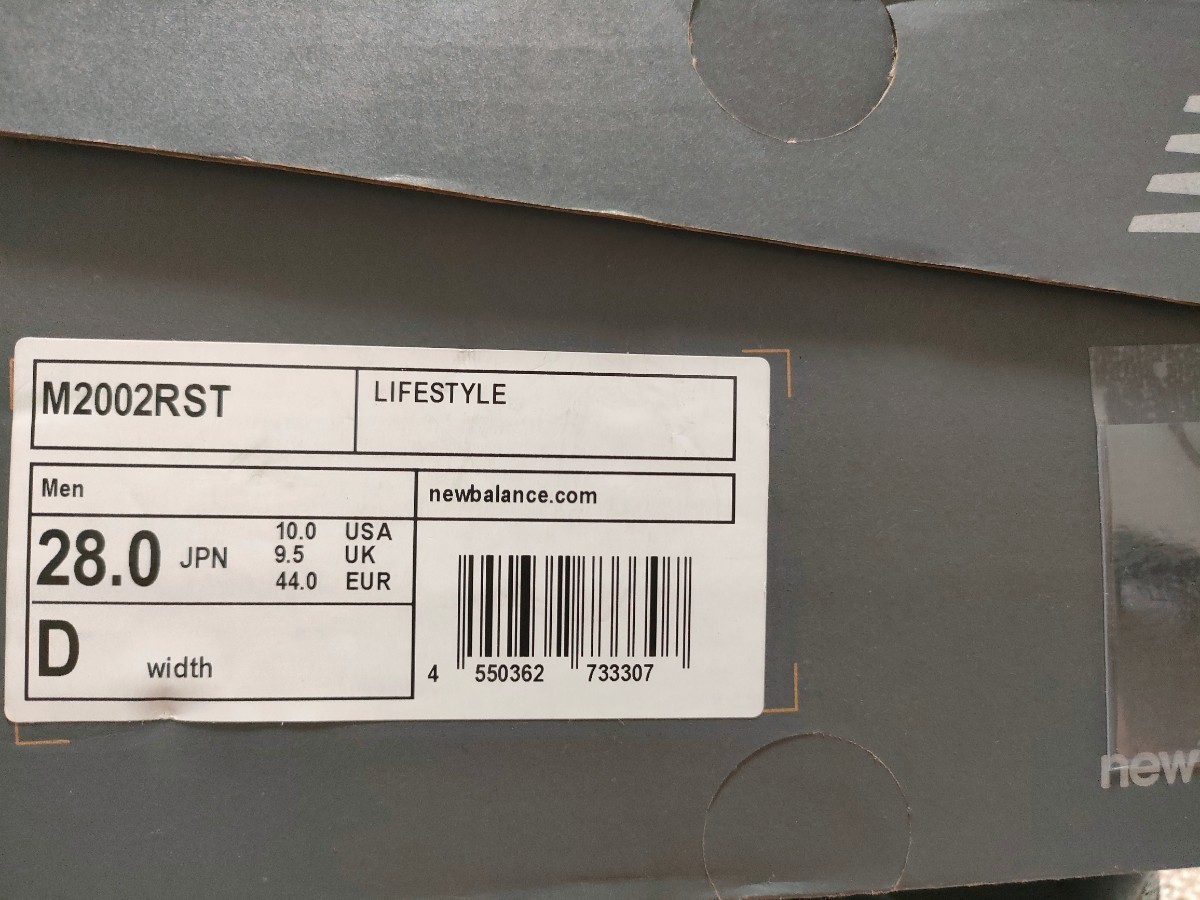 M2002RST
LIFESTYLE
Men
newbalance.com
28.0 JPN
10.0 USA
9.5 UK
44.0 EUR
D width
4 550362 733307
new